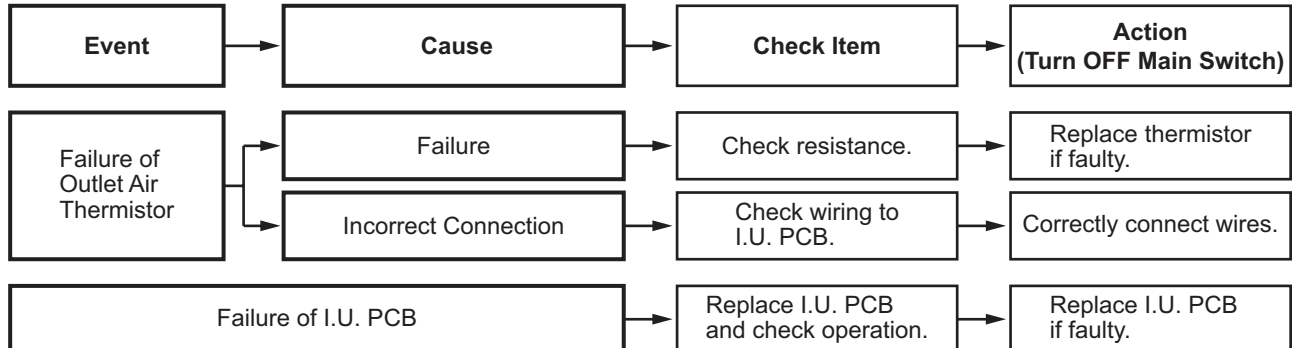 Event
Cause
Check Item
Action
(Turn OFF Main Switch)
Failure of
Outlet Air
Thermistor
Failure
Check resistance.
Replace thermistor
if faulty.
Incorrect Connection
Check wiring to
I.U. PCB.
Correctly connect wires.
Failure of I.U. PCB
Replace I.U. PCB
and check operation.
Replace I.U. PCB
if faulty.